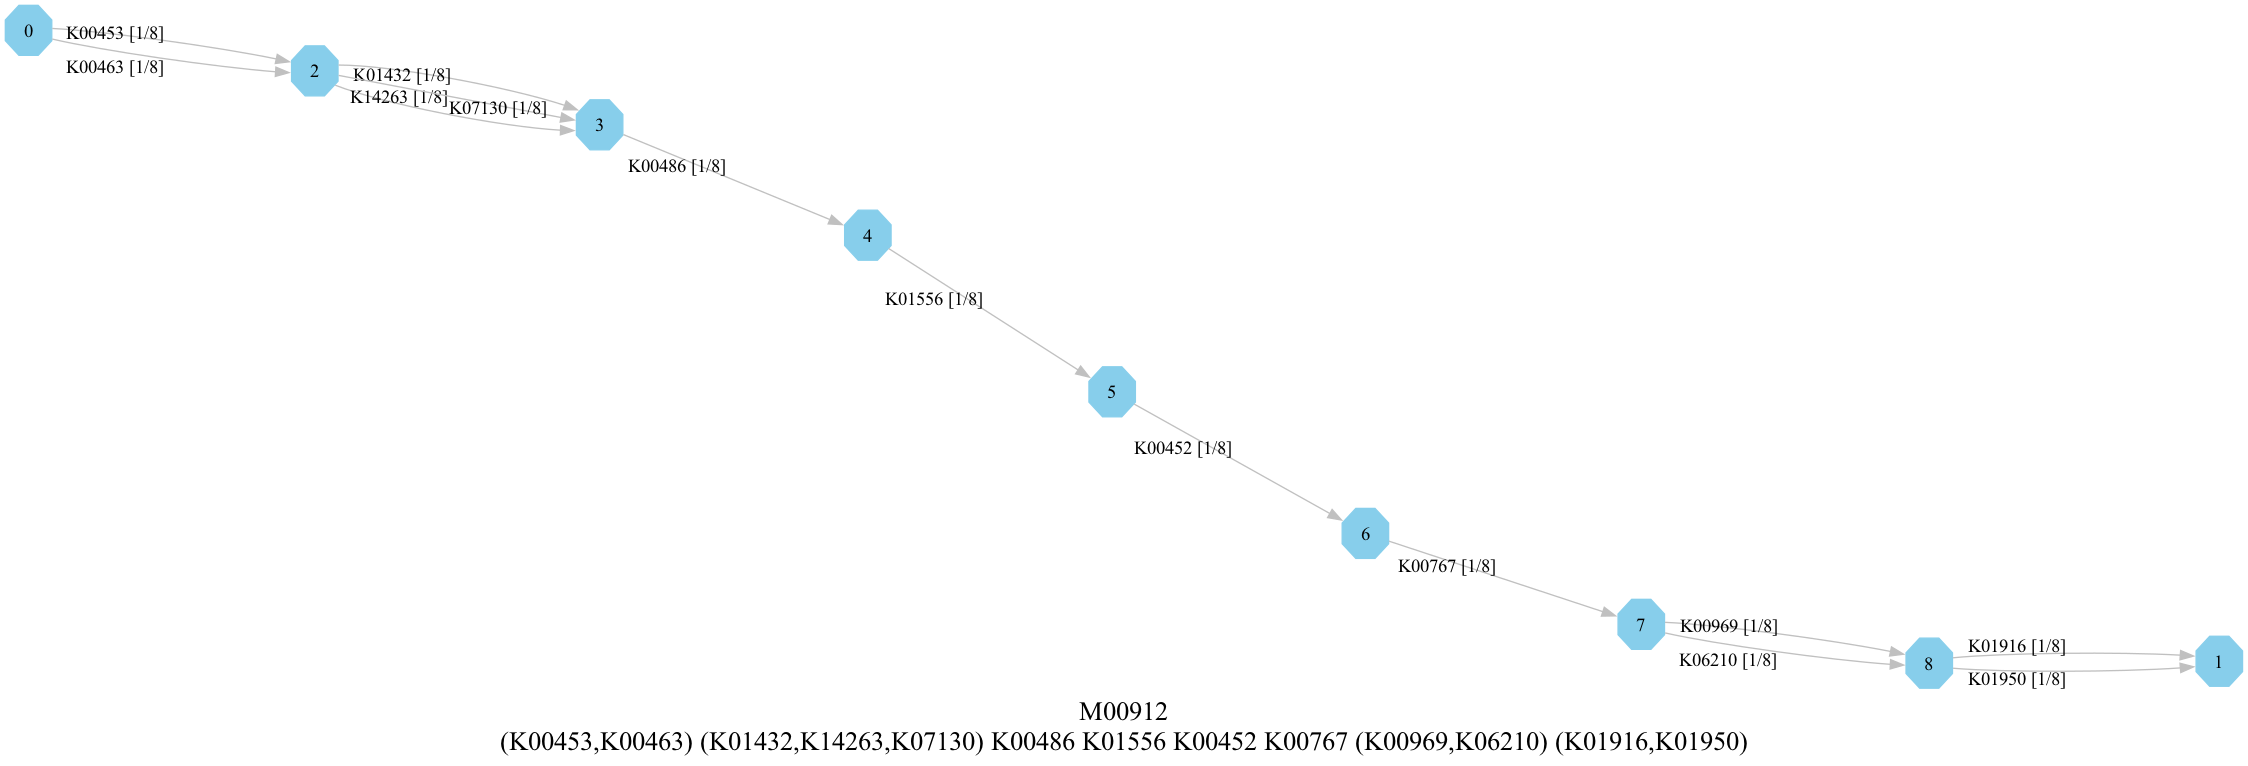 0
K00453 [1/8]
K00463 [1/8]
2
K01432 [1/8]
K14263 [1/8]
K07130 [1/8]
3
K00486 [1/8]
4
K01556 [1/8]
5
K00452 [1/8]
6
K00767 [1/8]
7
K00969 [1/8]
K06210 [1/8]
8
K01916 [1/8]
K01950 [1/8]
1
M00912
(K00453,K00463) (K01432,K14263,K07130) K00486 K01556 K00452 K00767 (K00969,K06210) (K01916,K01950)